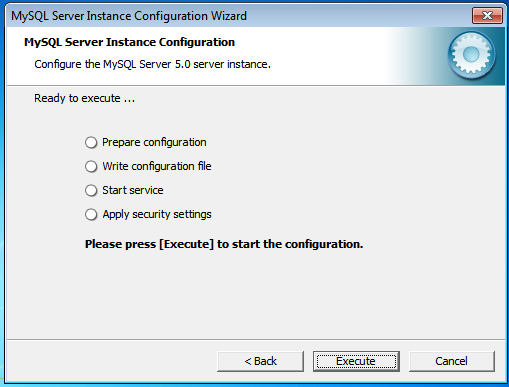 MySQL Server Instance Configuration Wizard
MySQL Server Instance Configuration
Configure the MySQL Server 5.0 server instance.
Ready to execute ...
Prepare configuration
Write configuration file
Start service
Apply security settings
Please press [Execute] to start the configuration.
< Back
Execute
Cancel